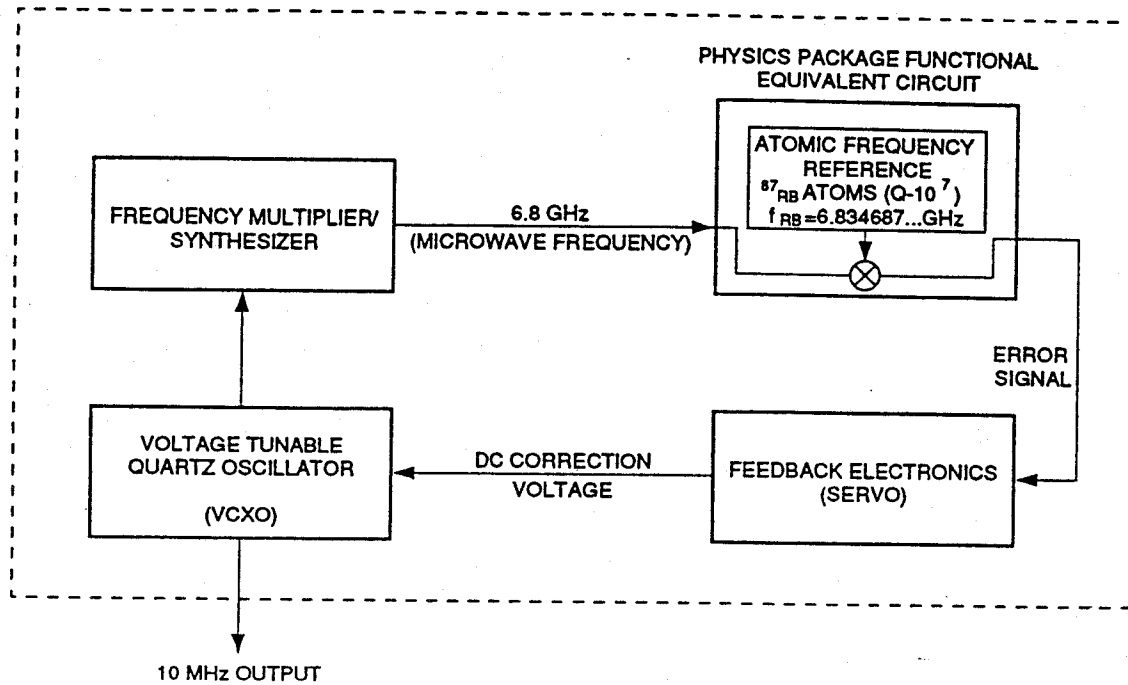 PHYSICS PACKAGE FUNCTIONAL
EQUIVALENT CIRCUIT
ATOMIC FREQUENCY
REFERENCE
87RB ATOMS (Q-10 7)
f RB=6.834687...GHz
FREQUENCY MULTIPLIER/
SYNTHESIZER
6.8 GHz
(MICROWAVE FREQUENCY)
ERROR
SIGNAL
VOLTAGE TUNABLE
QUARTZ OSCILLATOR
(VCXO)
DC CORRECTION
VOLTAGE
FEEDBACK ELECTRONICS
(SERVO)
10 MHz OUTPUT